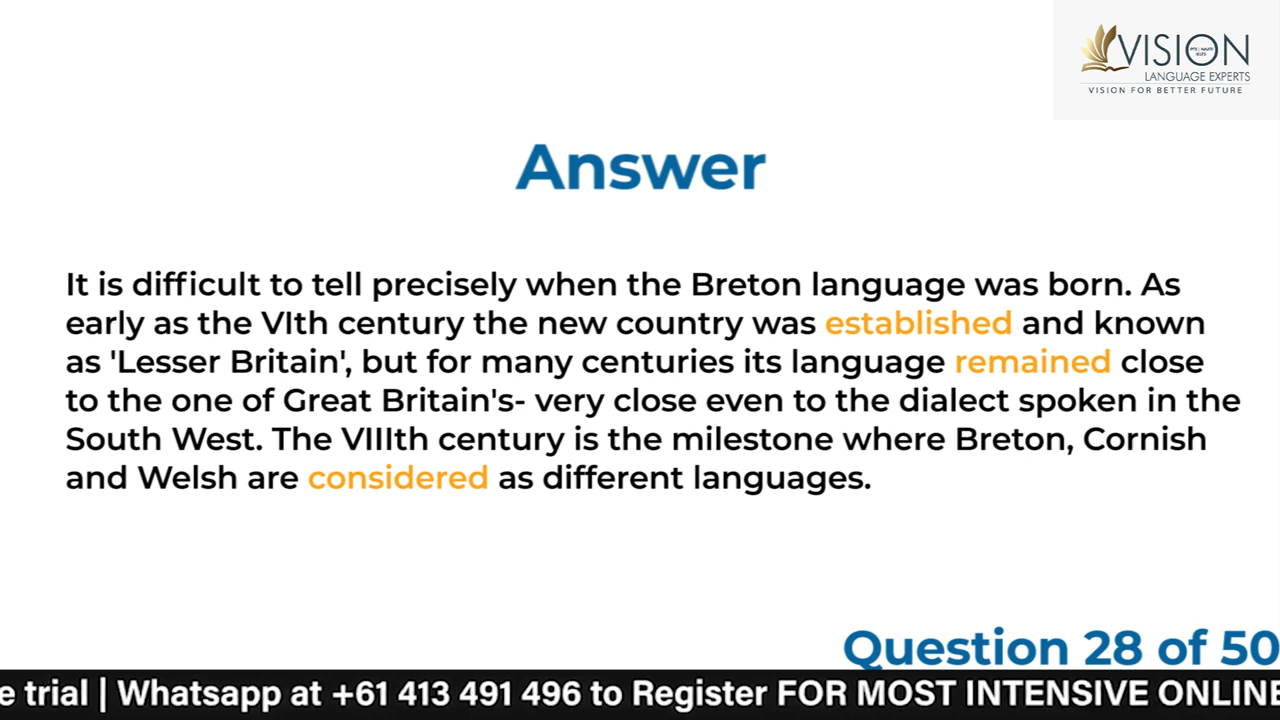 VISION
LANGUAGE EXPERTS
VISION FOR BETTER FUTURE
Answer
It is difficult to tell precisely when the Breton language was born. As
early as the VIth century the new country was established and known
as 'Lesser Britain', but for many centuries its language remained close
to the one of Great Britain's- very close even to the dialect spoken in the
South West. The VIIIth century is the milestone where Breton, Cornish
and Welsh are considered as different languages.
Question 28 of 50
e trial | Whatsapp at +61 413 491 496 to Register FOR MOST INTENSIVE ONLINE